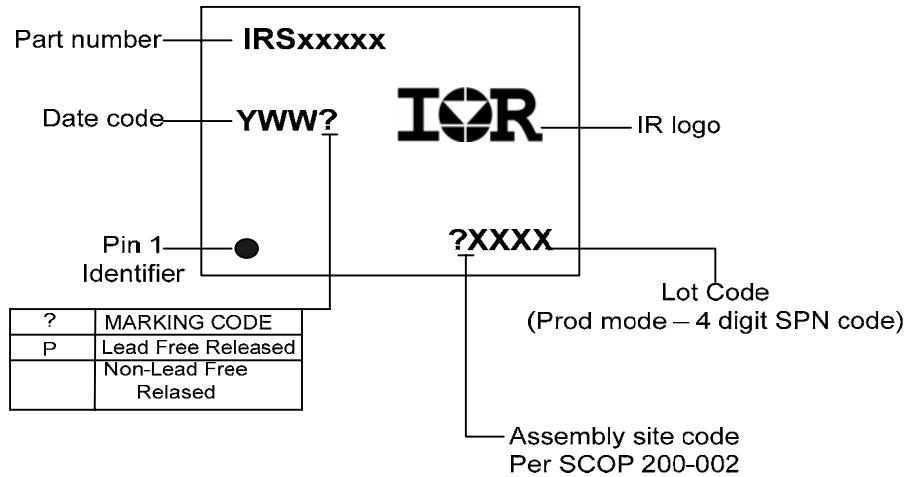 Part number
IRSxxxxx
Date code
YWW?
IOR
IR logo
Pin 1
Identifier
?XXXX
Lot Code
(Prod mode – 4 digit SPN code)
? MARKING CODE
P Lead Free Released
Non-Lead Free
Relased
Assembly site code
Per SCOP 200-002